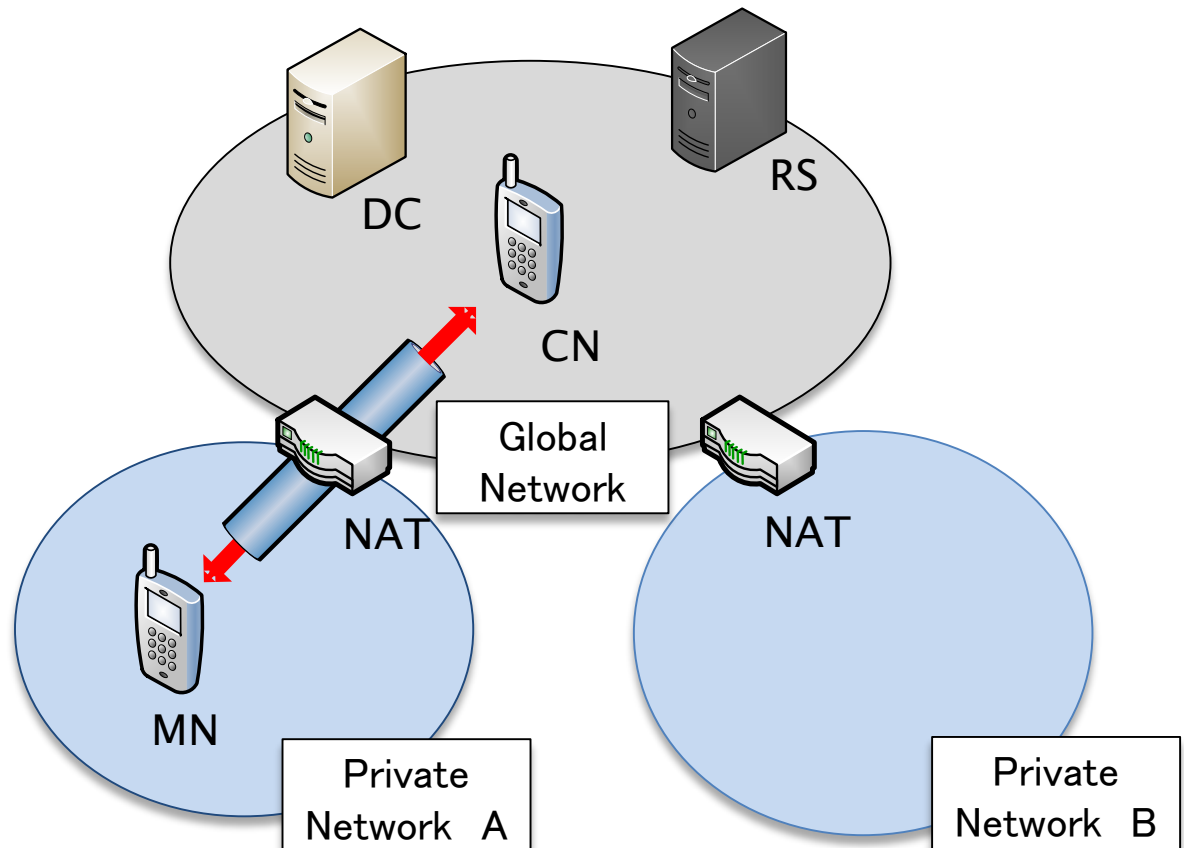 DC
RS
CN
Global
Network
NAT
NAT
MN
Private
Network A
Private
Network B